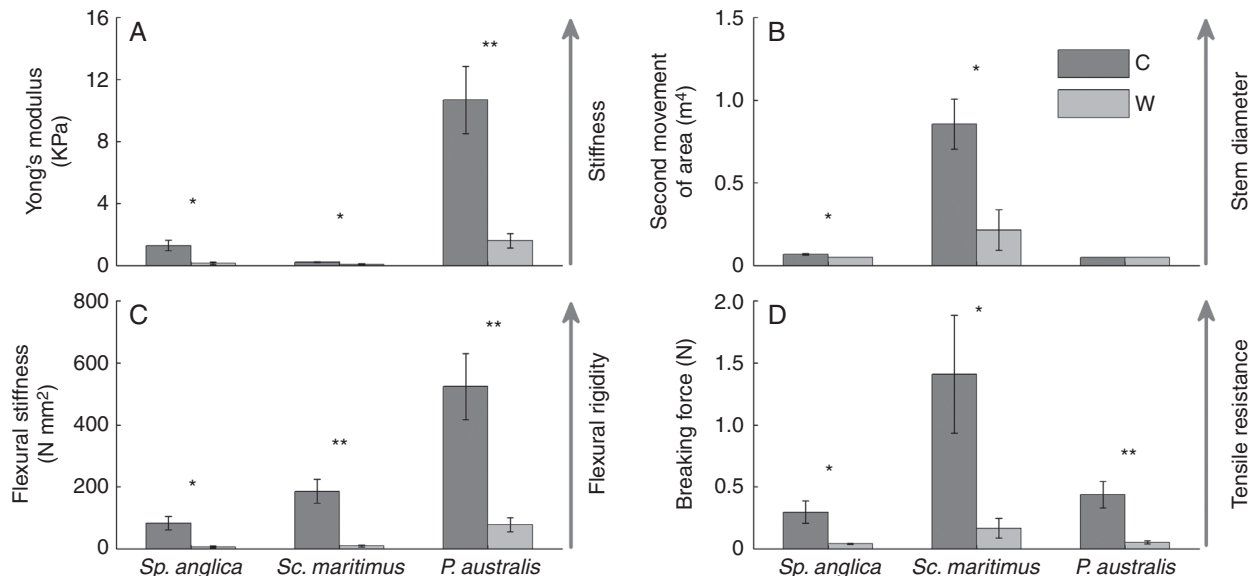 A
Yong's modulus
(KPa)
16
12
8
4
0
*
*
**
Stiffness
B
Second movement
of area (m⁴)
1.5
1.0
0.5
0
*
*
C
W
Stem diameter
C
Flexural stiffness
(N mm²)
800
600
400
200
0
*
**
**
Sp. anglica
Sc. maritimus
P. australis
Flexural rigidity
D
Breaking force (N)
2.0
1.5
1.0
0.5
0
*
*
**
Sp. anglica
Sc. maritimus
P. australis
Tensile resistance